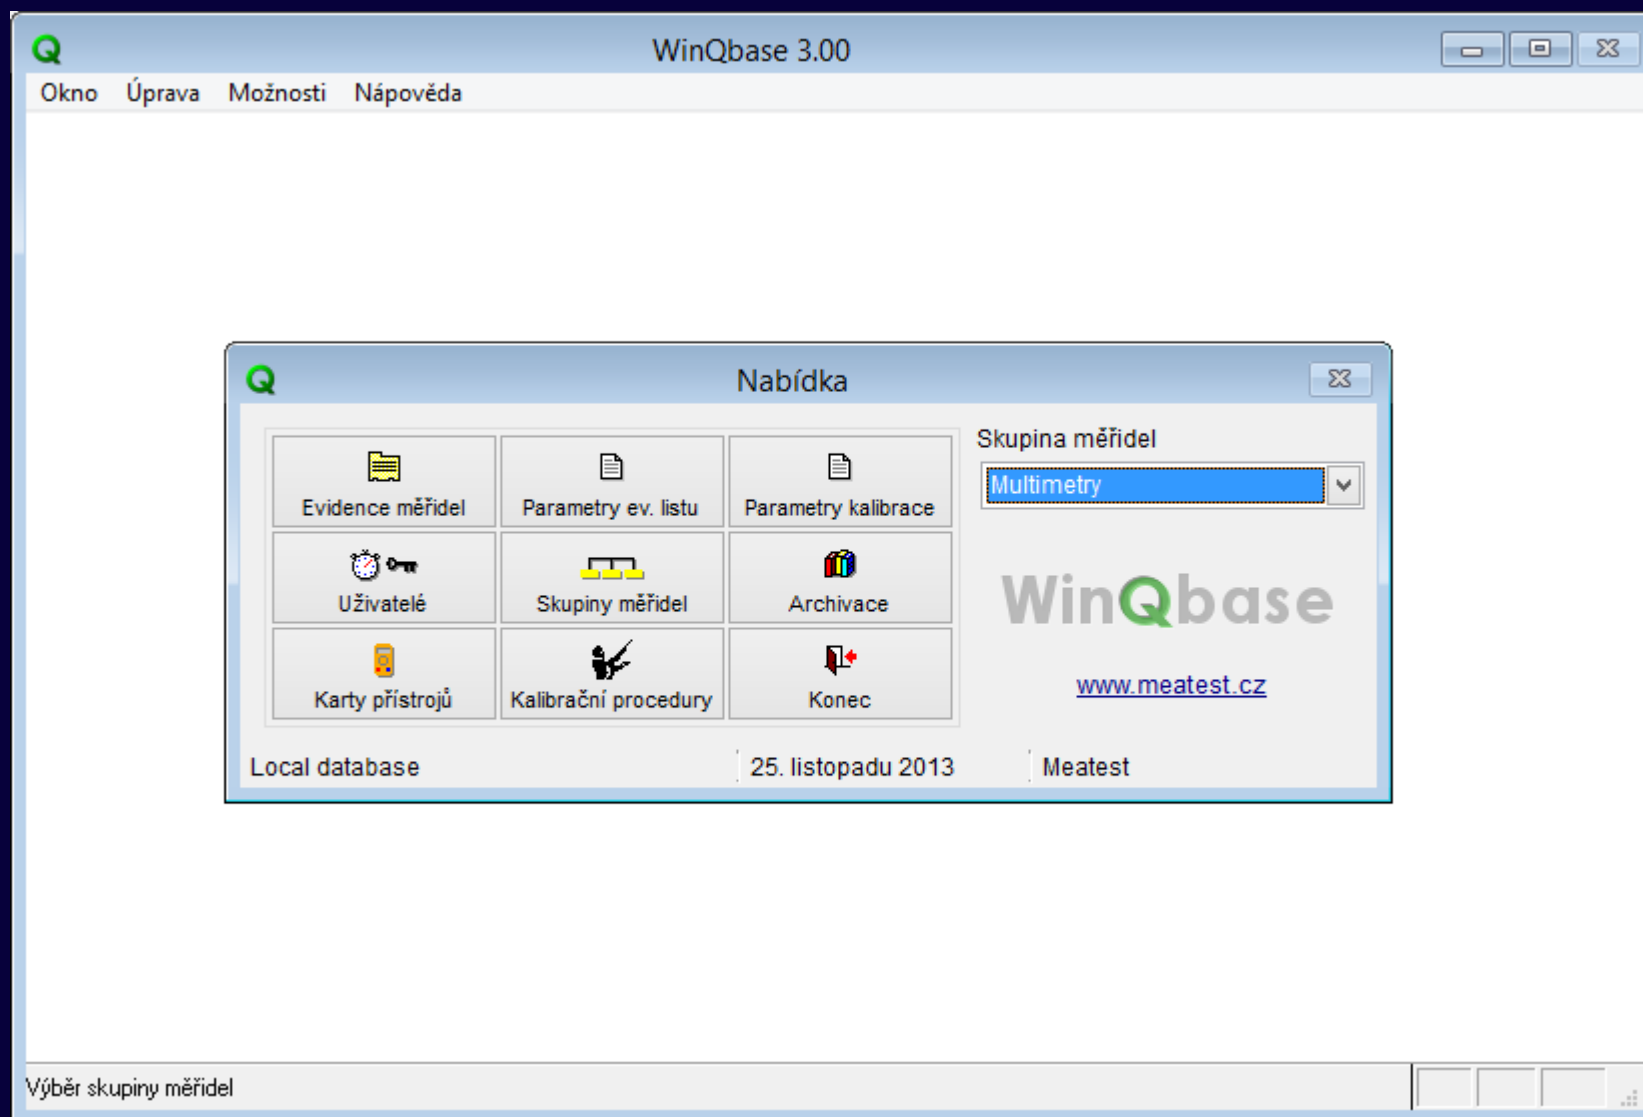 WinQbase 3.00
Okno Úprava Možnosti Nápověda
Nabídka
Skupina měřidel
Multimetry
Evidence měřidel Parametry ev. listu Parametry kalibrace
Uživatelé Skupiny měřidel Archivace
WinQbase
Karty přístrojů Kalibrační procedury Konec
www.meatest.cz
Local database 25. listopadu 2013 Meatest
Výběr skupiny měřidel